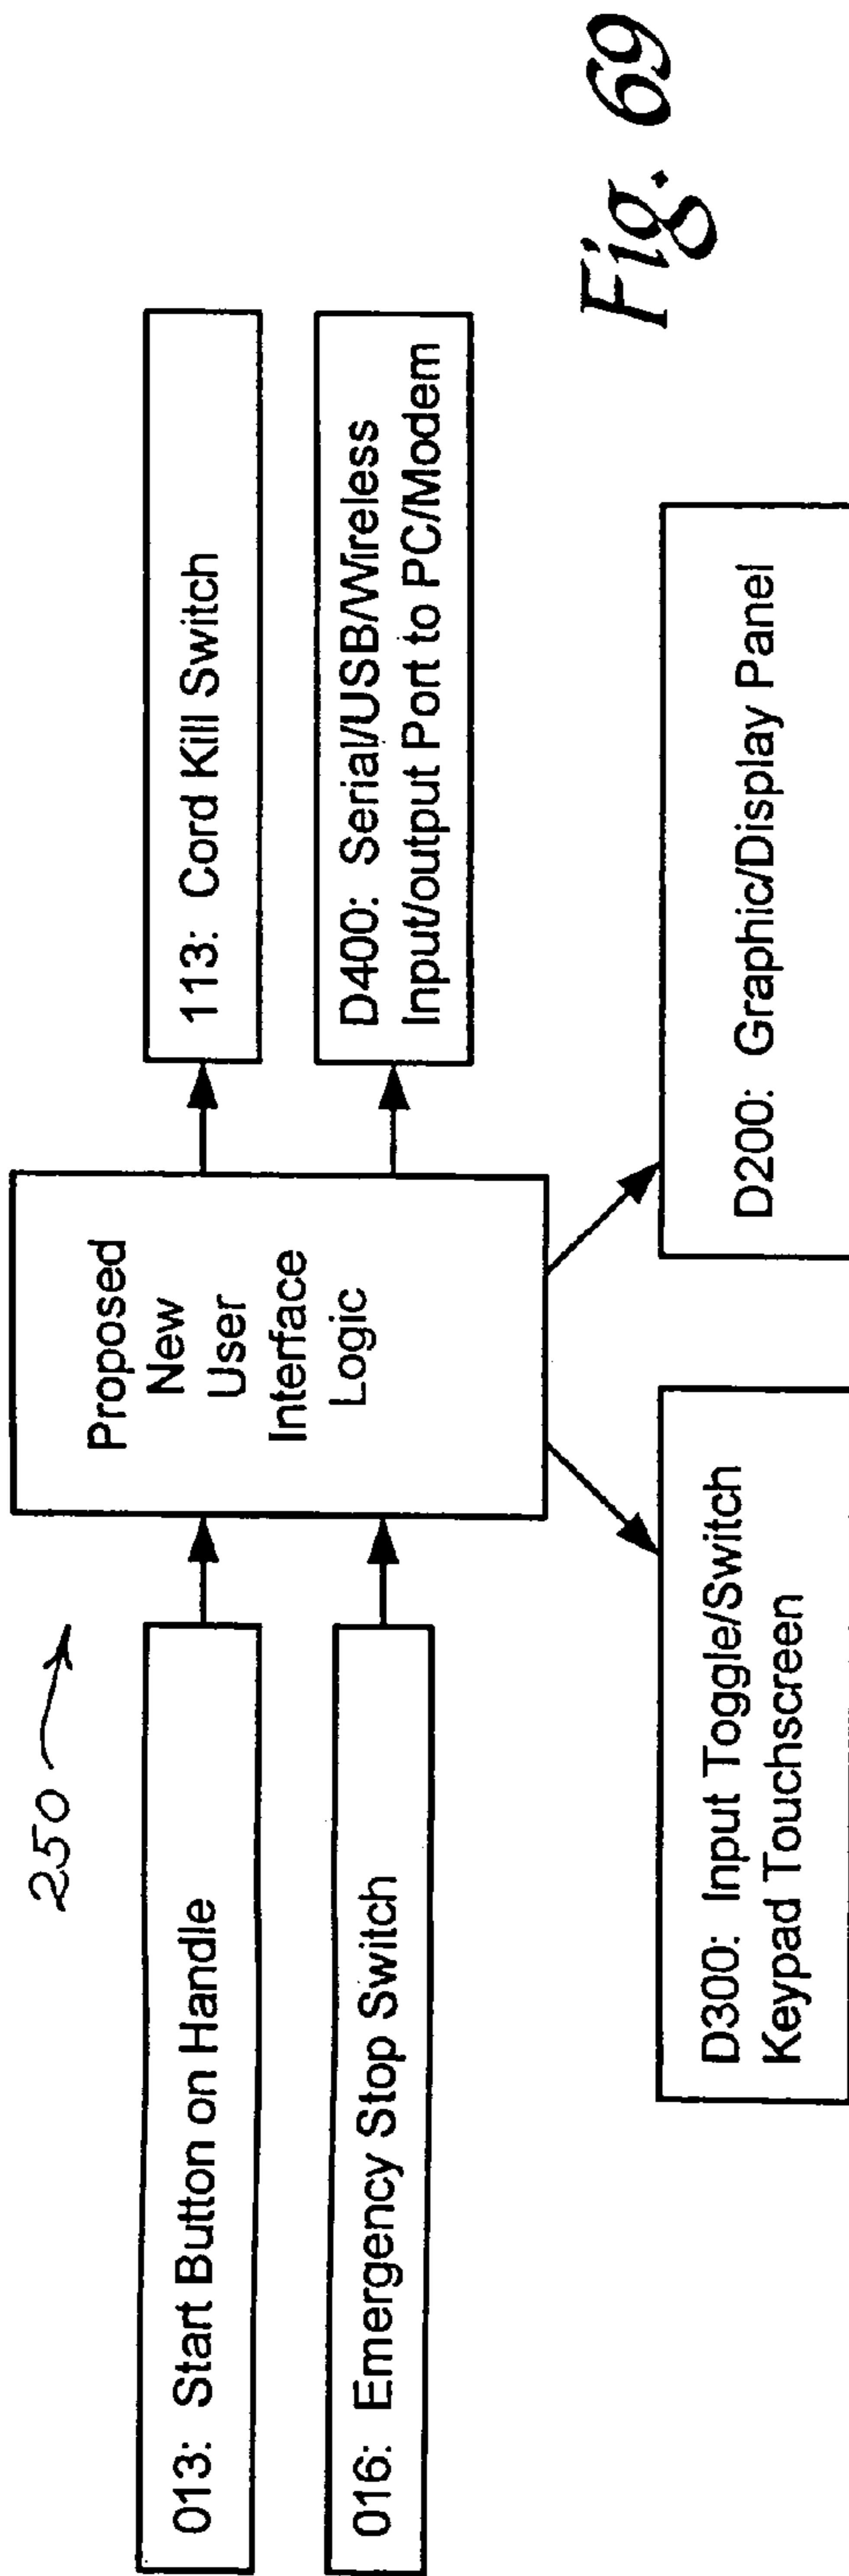 250
013: Start Button on Handle
016: Emergency Stop Switch
Proposed
New
User
Interface
Logic
113: Cord Kill Switch
D400: Serial/USB/Wireless
Input/output Port to PC/Modem
D300: Input Toggle/Switch
Keypad Touchscreen
D200: Graphic/Display Panel
Fig. 69